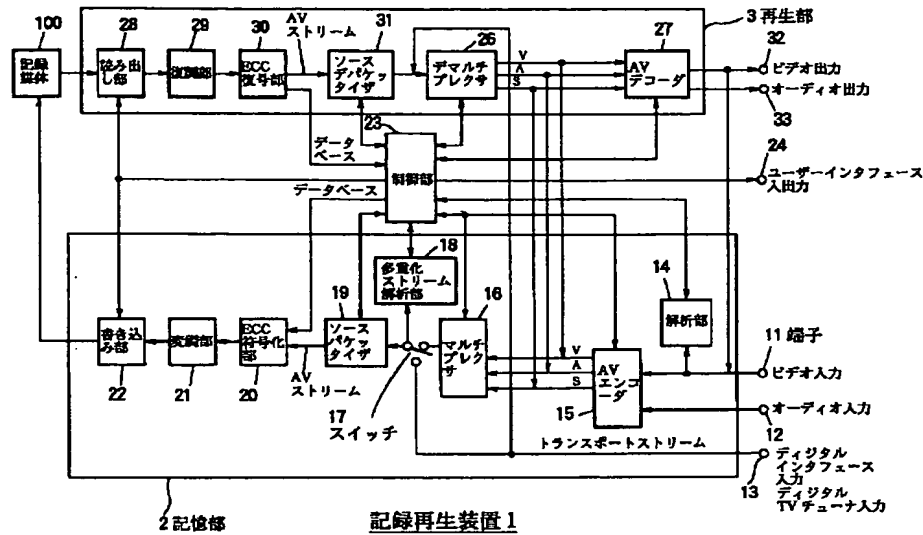 100
記録
媒体
28
読み出
し部
29
復調部
30
ECC
復号部
AV
ストリーム
31
ソース
デパケッ
タイザ
26
デマルチ
プレクサ
V
A
S
27
AV
デコーダ
3 再生部
32
ビデオ出力
オーディオ出力
33
24
ユーザーインタフェース
入出力
23
制御部
データ
ベース
データベース
18
多重化
ストリーム
解析部
19
ソース
パケッ
タイザ
16
マルチ
プレク
サ
14
解析部
11 端子
ビデオ入力
書き込
み部
22
変調部
21
ECC
符号化
部
20
AV
ストリーム
17
スイッチ
V
A
S
AV
エンコ
ーダ
15
オーディオ入力
12
トランスポートストリーム
13
ディジタル
インタフェース
入力
ディジタル
TVチューナ入力
2 記憶部
記録再生装置1